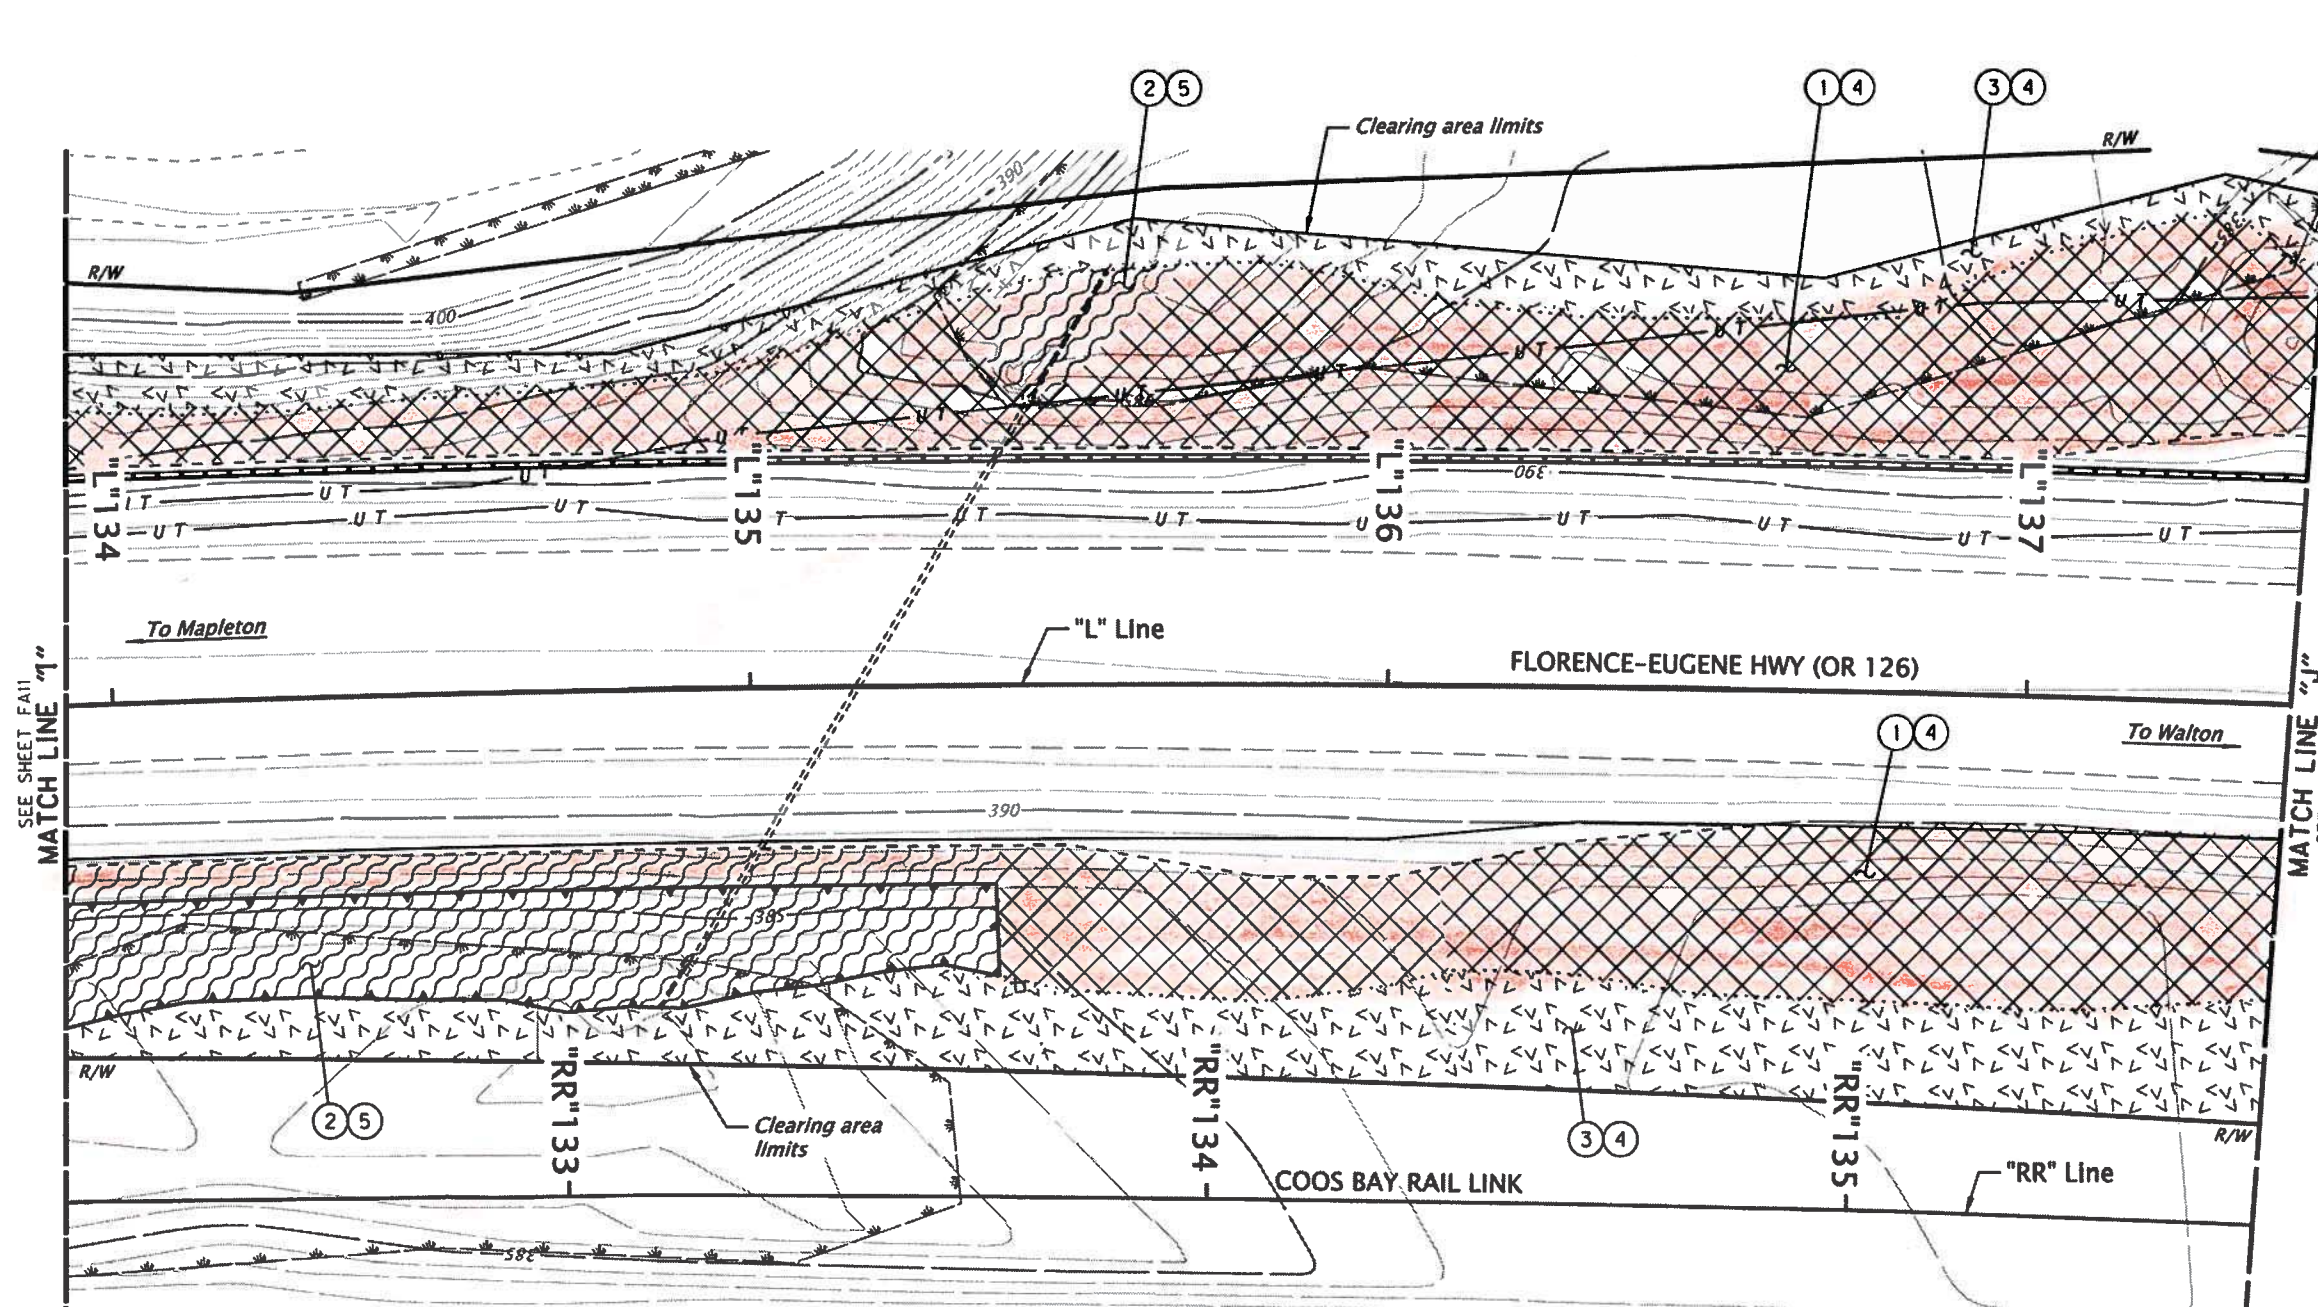 2 5
1 4
3 4
Clearing area limits
R/W
390
385
R/W
400
U T
U T
U T
U T
U T
U T
U T
390
"L"134
"L"135
"L"136
"L"137
U T
U T
U T
U T
U T
U T
U T
U T
U T
U T
To Mapleton
"L" Line
FLORENCE-EUGENE HWY (OR 126)
SEE SHEET FA11
MATCH LINE "I"
MATCH LINE "J"
1 4
To Walton
390
385
R/W
2 5
"RR"133
"RR"134
"RR"135
Clearing area
limits
3 4
R/W
COOS BAY RAIL LINK
"RR" Line
385